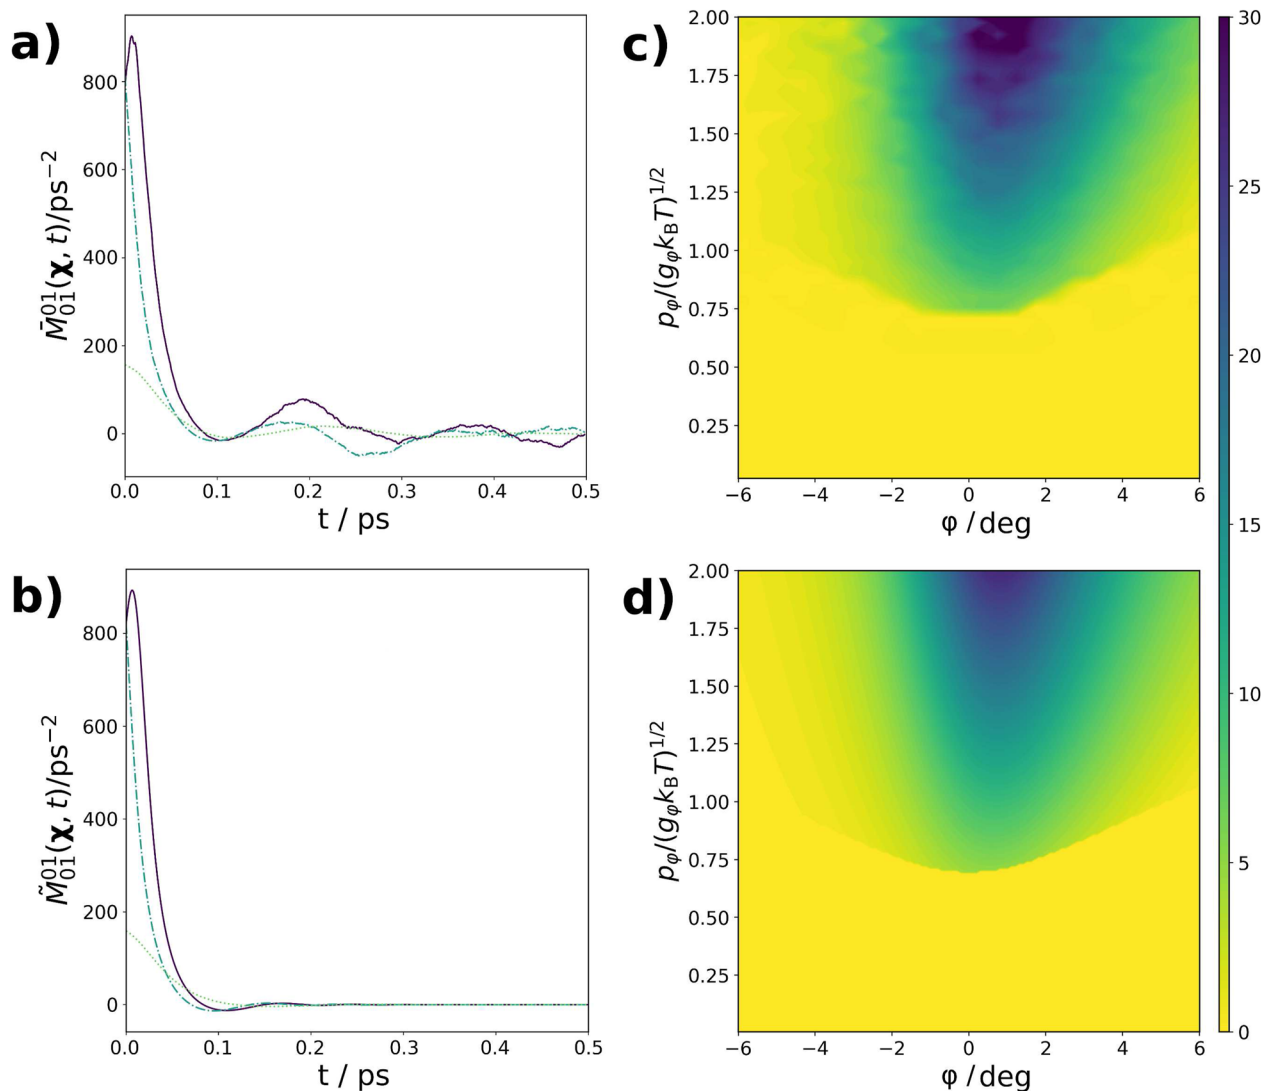 a)
800
600
400
200
0
0.0 0.1 0.2 0.3 0.4 0.5
t / ps
M̄₀₁⁰¹(𝛘, t)/ps⁻²
c)
2.00
1.75
1.50
1.25
1.00
0.75
0.50
0.25
−6 −4 −2 0 2 4 6
φ /deg
p_φ/(g_φk_BT)^1/2
30
25
20
15
10
5
0
b)
800
600
400
200
0
0.0 0.1 0.2 0.3 0.4 0.5
t / ps
M̃₀₁⁰¹(𝛘, t)/ps⁻²
d)
2.00
1.75
1.50
1.25
1.00
0.75
0.50
0.25
−6 −4 −2 0 2 4 6
φ /deg
p_φ/(g_φk_BT)^1/2